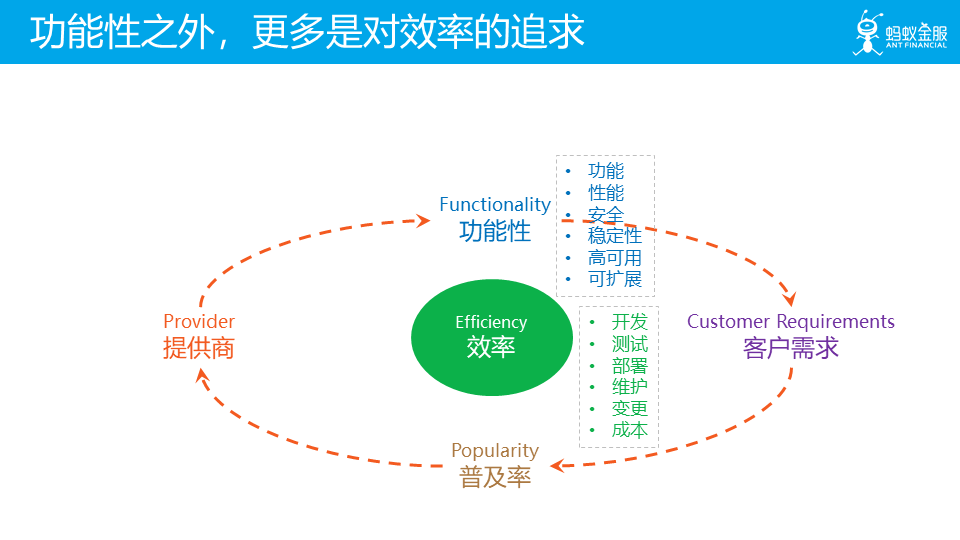 功能性之外，更多是对效率的追求
蚂蚁金服
ANT FINANCIAL
Functionality
功能性
• 功能
• 性能
• 安全
• 稳定性
• 高可用
• 可扩展
Provider
提供商
Efficiency
效率
• 开发
• 测试
• 部署
• 维护
• 变更
• 成本
Customer Requirements
客户需求
Popularity
普及率